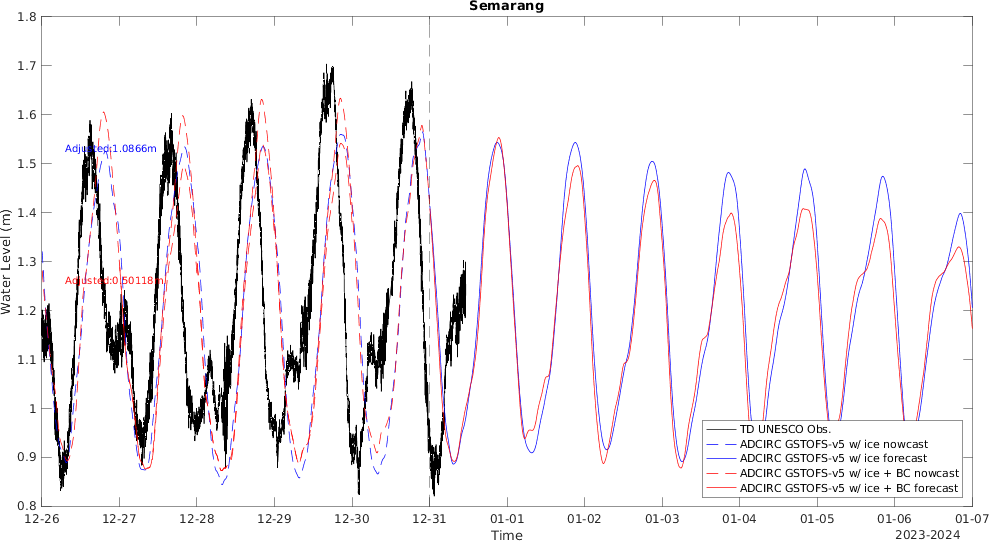 Semarang
1.8
1.7
1.6
1.5
1.4
1.3
1.2
1.1
1
0.9
0.8
Water Level (m)
Adjusted:1.0866m
Adjusted:0.50118m
TD UNESCO Obs.
ADCIRC GSTOFS-v5 w/ ice nowcast
ADCIRC GSTOFS-v5 w/ ice forecast
ADCIRC GSTOFS-v5 w/ ice + BC nowcast
ADCIRC GSTOFS-v5 w/ ice + BC forecast
12-26 12-27 12-28 12-29 12-30 12-31 01-01 01-02 01-03 01-04 01-05 01-06 01-07
Time
2023-2024